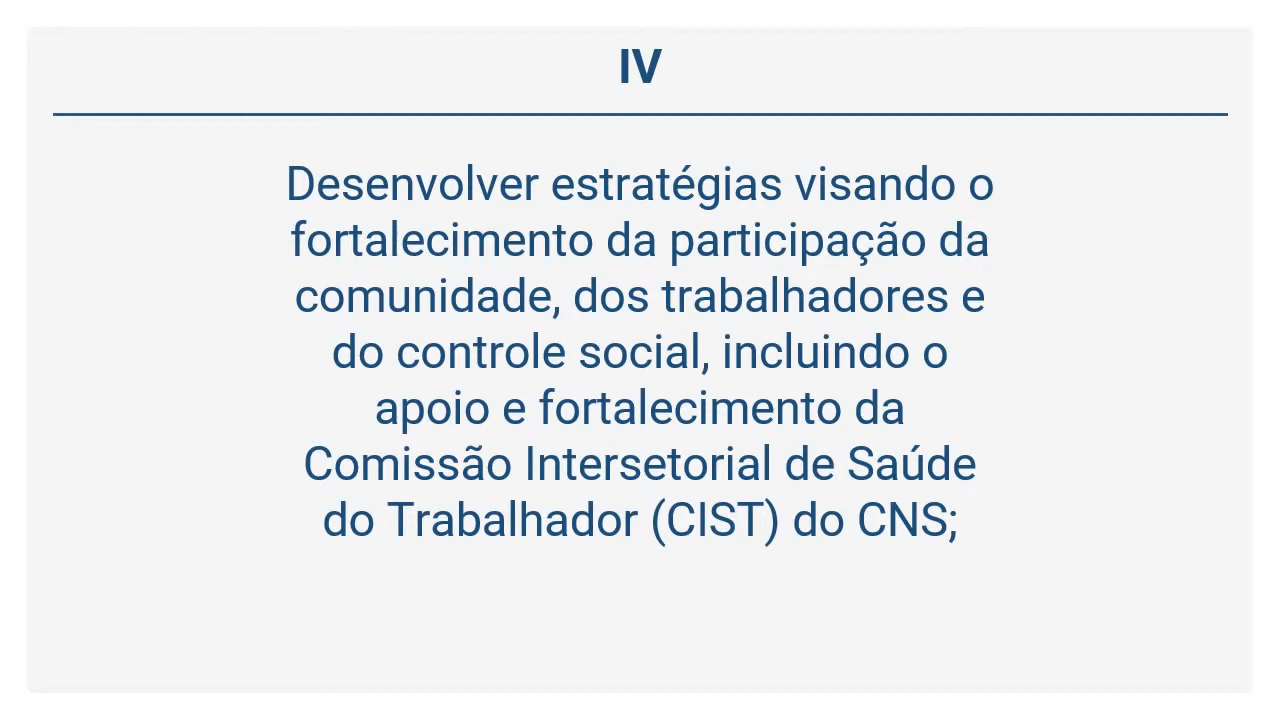 IV
Desenvolver estratégias visando o
fortalecimento da participação da
comunidade, dos trabalhadores e
do controle social, incluindo o
apoio e fortalecimento da
Comissão Intersetorial de Saúde
do Trabalhador (CIST) do CNS;